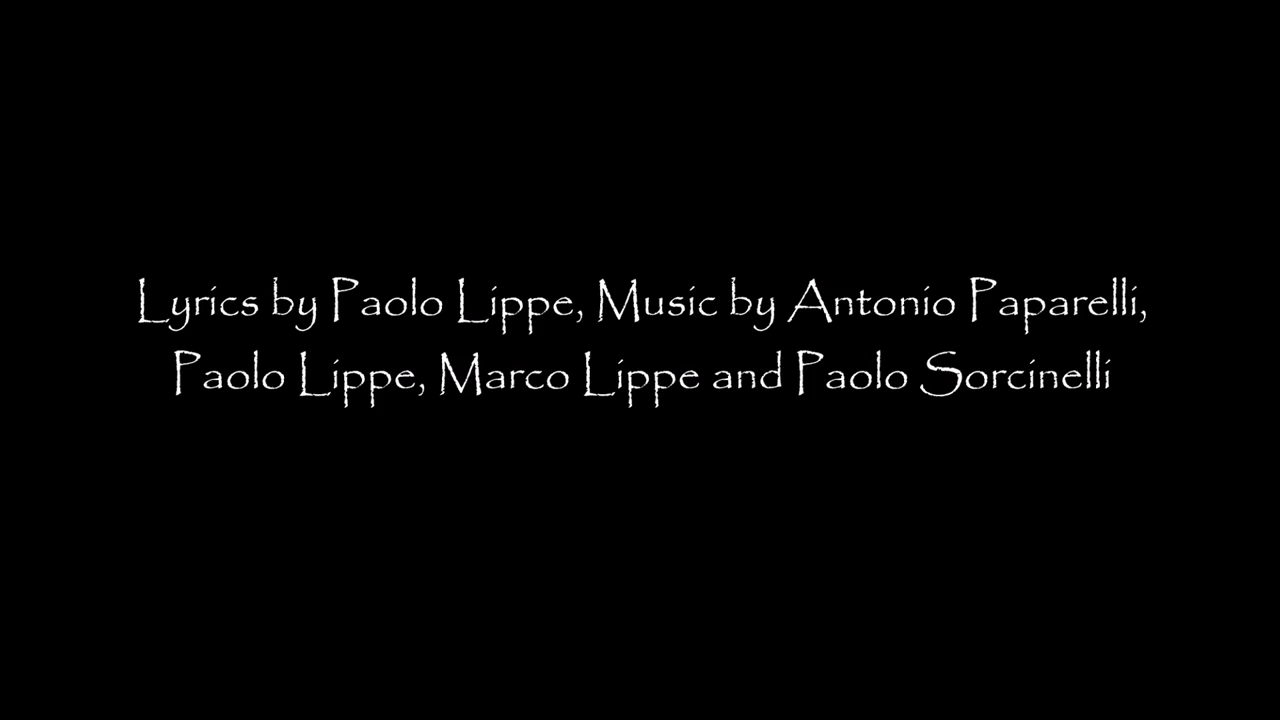 Lyrics by Paolo Lippe, Music by Antonio Paparelli,
Paolo Lippe, Marco Lippe and Paolo Sorcinelli